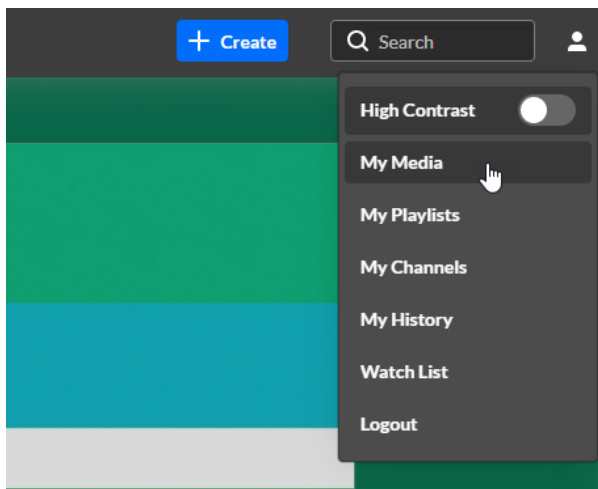 + Create
Search
High Contrast
My Media
My Playlists
My Channels
My History
Watch List
Logout